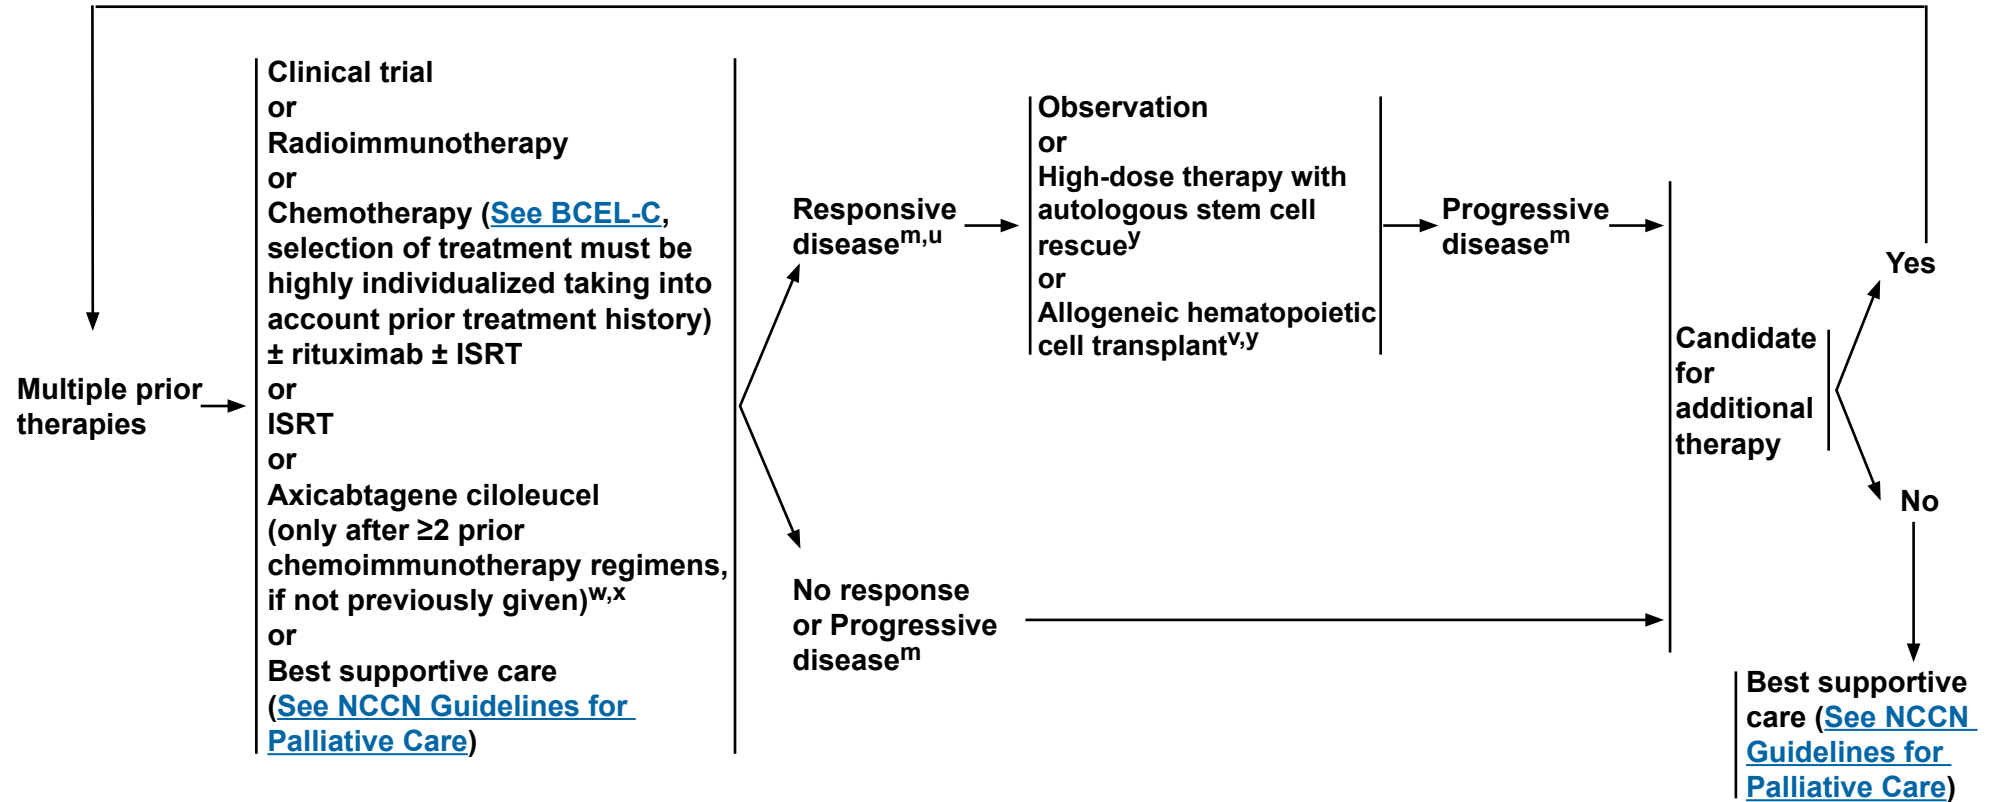 Multiple prior
therapies
Clinical trial
or
Radioimmunotherapy
or
Chemotherapy (See BCEL-C,
selection of treatment must be
highly individualized taking into
account prior treatment history)
± rituximab ± ISRT
or
ISRT
or
Axicabtagene ciloleucel
(only after ≥2 prior
chemoimmunotherapy regimens,
if not previously given)w,x
or
Best supportive care
(See NCCN Guidelines for
Palliative Care)
Responsive
diseasem,u
No response
or Progressive
diseasem
Observation
or
High-dose therapy with
autologous stem cell
rescuey
or
Allogeneic hematopoietic
cell transplantv,y
Progressive
diseasem
Candidate
for
additional
therapy
Yes
No
Best supportive
care (See NCCN
Guidelines for
Palliative Care)